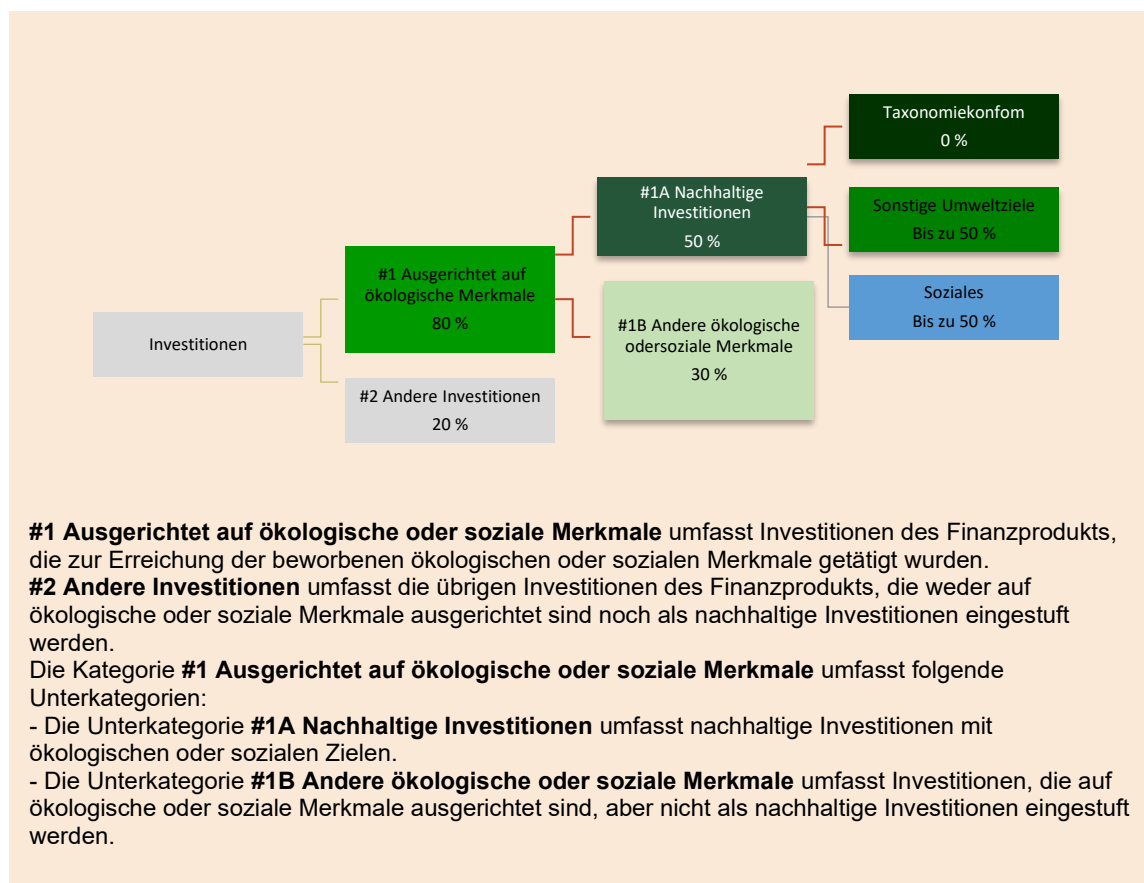 Taxonomiekonfom
0 %
#1A Nachhaltige
Investitionen
50 %
Sonstige Umweltziele
Bis zu 50 %
#1 Ausgerichtet auf
ökologische Merkmale
80 %
Soziales
Bis zu 50 %
Investitionen
#1B Andere ökologische
odersoziale Merkmale
30 %
#2 Andere Investitionen
20 %
#1 Ausgerichtet auf ökologische oder soziale Merkmale umfasst Investitionen des Finanzprodukts,
die zur Erreichung der beworbenen ökologischen oder sozialen Merkmale getätigt wurden.
#2 Andere Investitionen umfasst die übrigen Investitionen des Finanzprodukts, die weder auf
ökologische oder soziale Merkmale ausgerichtet sind noch als nachhaltige Investitionen eingestuft
werden.
Die Kategorie #1 Ausgerichtet auf ökologische oder soziale Merkmale umfasst folgende
Unterkategorien:
- Die Unterkategorie #1A Nachhaltige Investitionen umfasst nachhaltige Investitionen mit
ökologischen oder sozialen Zielen.
- Die Unterkategorie #1B Andere ökologische oder soziale Merkmale umfasst Investitionen, die auf
ökologische oder soziale Merkmale ausgerichtet sind, aber nicht als nachhaltige Investitionen eingestuft
werden.